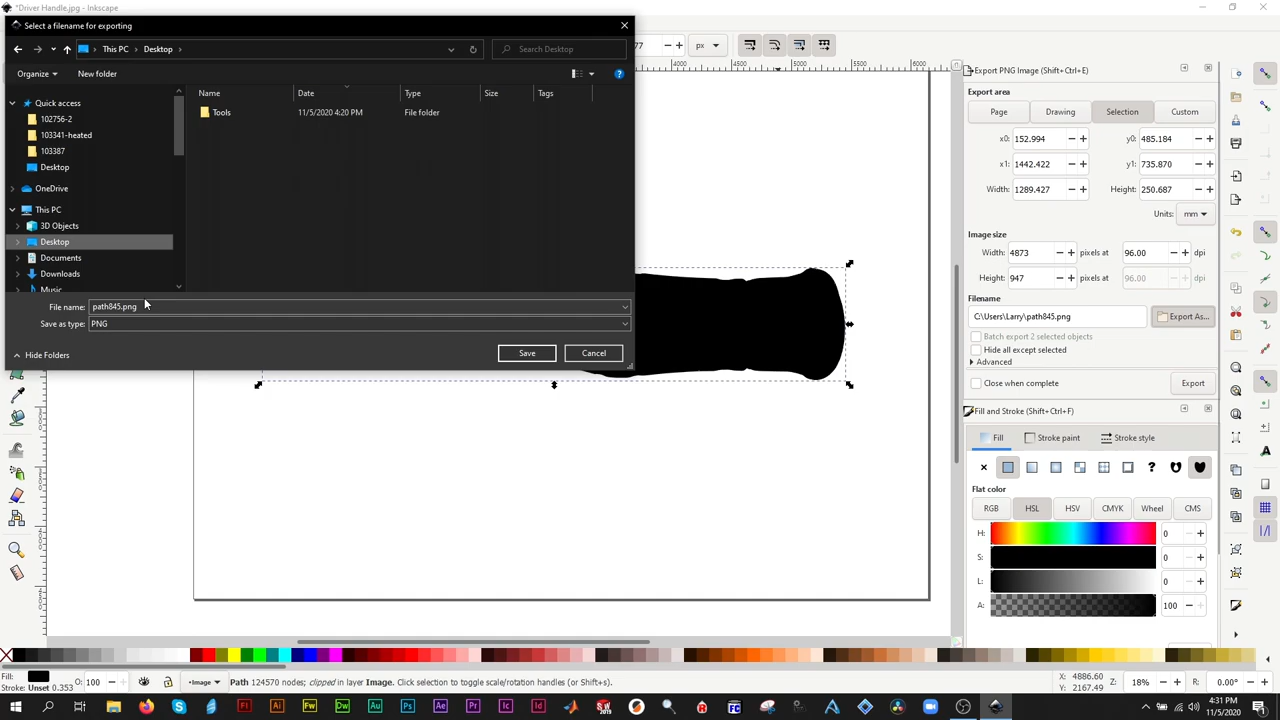 *Driver Handle.jpg - Inkscape
Select a filename for exporting
This PC
Desktop
Search Desktop
Organize
New folder
Name
Date
Type
Size
Tags
Quick access
102756-2
103341-heated
103387
Desktop
OneDrive
This PC
3D Objects
Desktop
Documents
Downloads
Music
Tools
11/5/2020 4:20 PM
File folder
File name:
path845.png
Save as type:
PNG
Hide Folders
Save
Cancel
77
px
4000
4500
5000
5500
6000
Export PNG Image (Shift+Ctrl+E)
Export area
Page
Drawing
Selection
Custom
x0: 152.994
y0: 485.184
x1: 1442.422
y1: 735.870
Width: 1289.427
Height: 250.687
Units: mm
Image size
Width: 4873 pixels at 96.00 dpi
Height: 947 pixels at 96.00 dpi
Filename
C:\Users\Larry\path845.png
Export As...
Batch export 2 selected objects
Hide all except selected
Advanced
Close when complete
Export
Fill and Stroke (Shift+Ctrl+F)
Fill
Stroke paint
Stroke style
Flat color
RGB
HSL
HSV
CMYK
Wheel
CMS
H: 0
S: 0
L: 0
A: 100
Fill:
Stroke: Unset 0.353
O: 100
Image
Path 124570 nodes; clipped in layer Image. Click selection to toggle scale/rotation handles (or Shift+s).
X: 4886.60
Y: 2167.49
Z: 18%
R: 0.00°
4:31 PM
11/5/2020